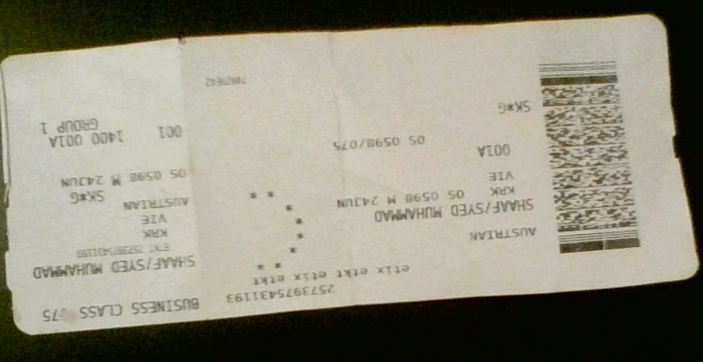 BUSINESS CLASS 75
SHAAF/SYED MUHAMMAD
ETKT 2573975431193
KRK
VIE
AUSTRIAN
SK*G
OS 0598 M 24JUN
001 1400 001A
GROUP 1
2573975431193
etix etkt etix etkt
AUSTRIAN
SHAAF/SYED MUHAMMAD
KRK OS 0598 M 24JUN
VIE
001A
OS 0598/075
SK*G